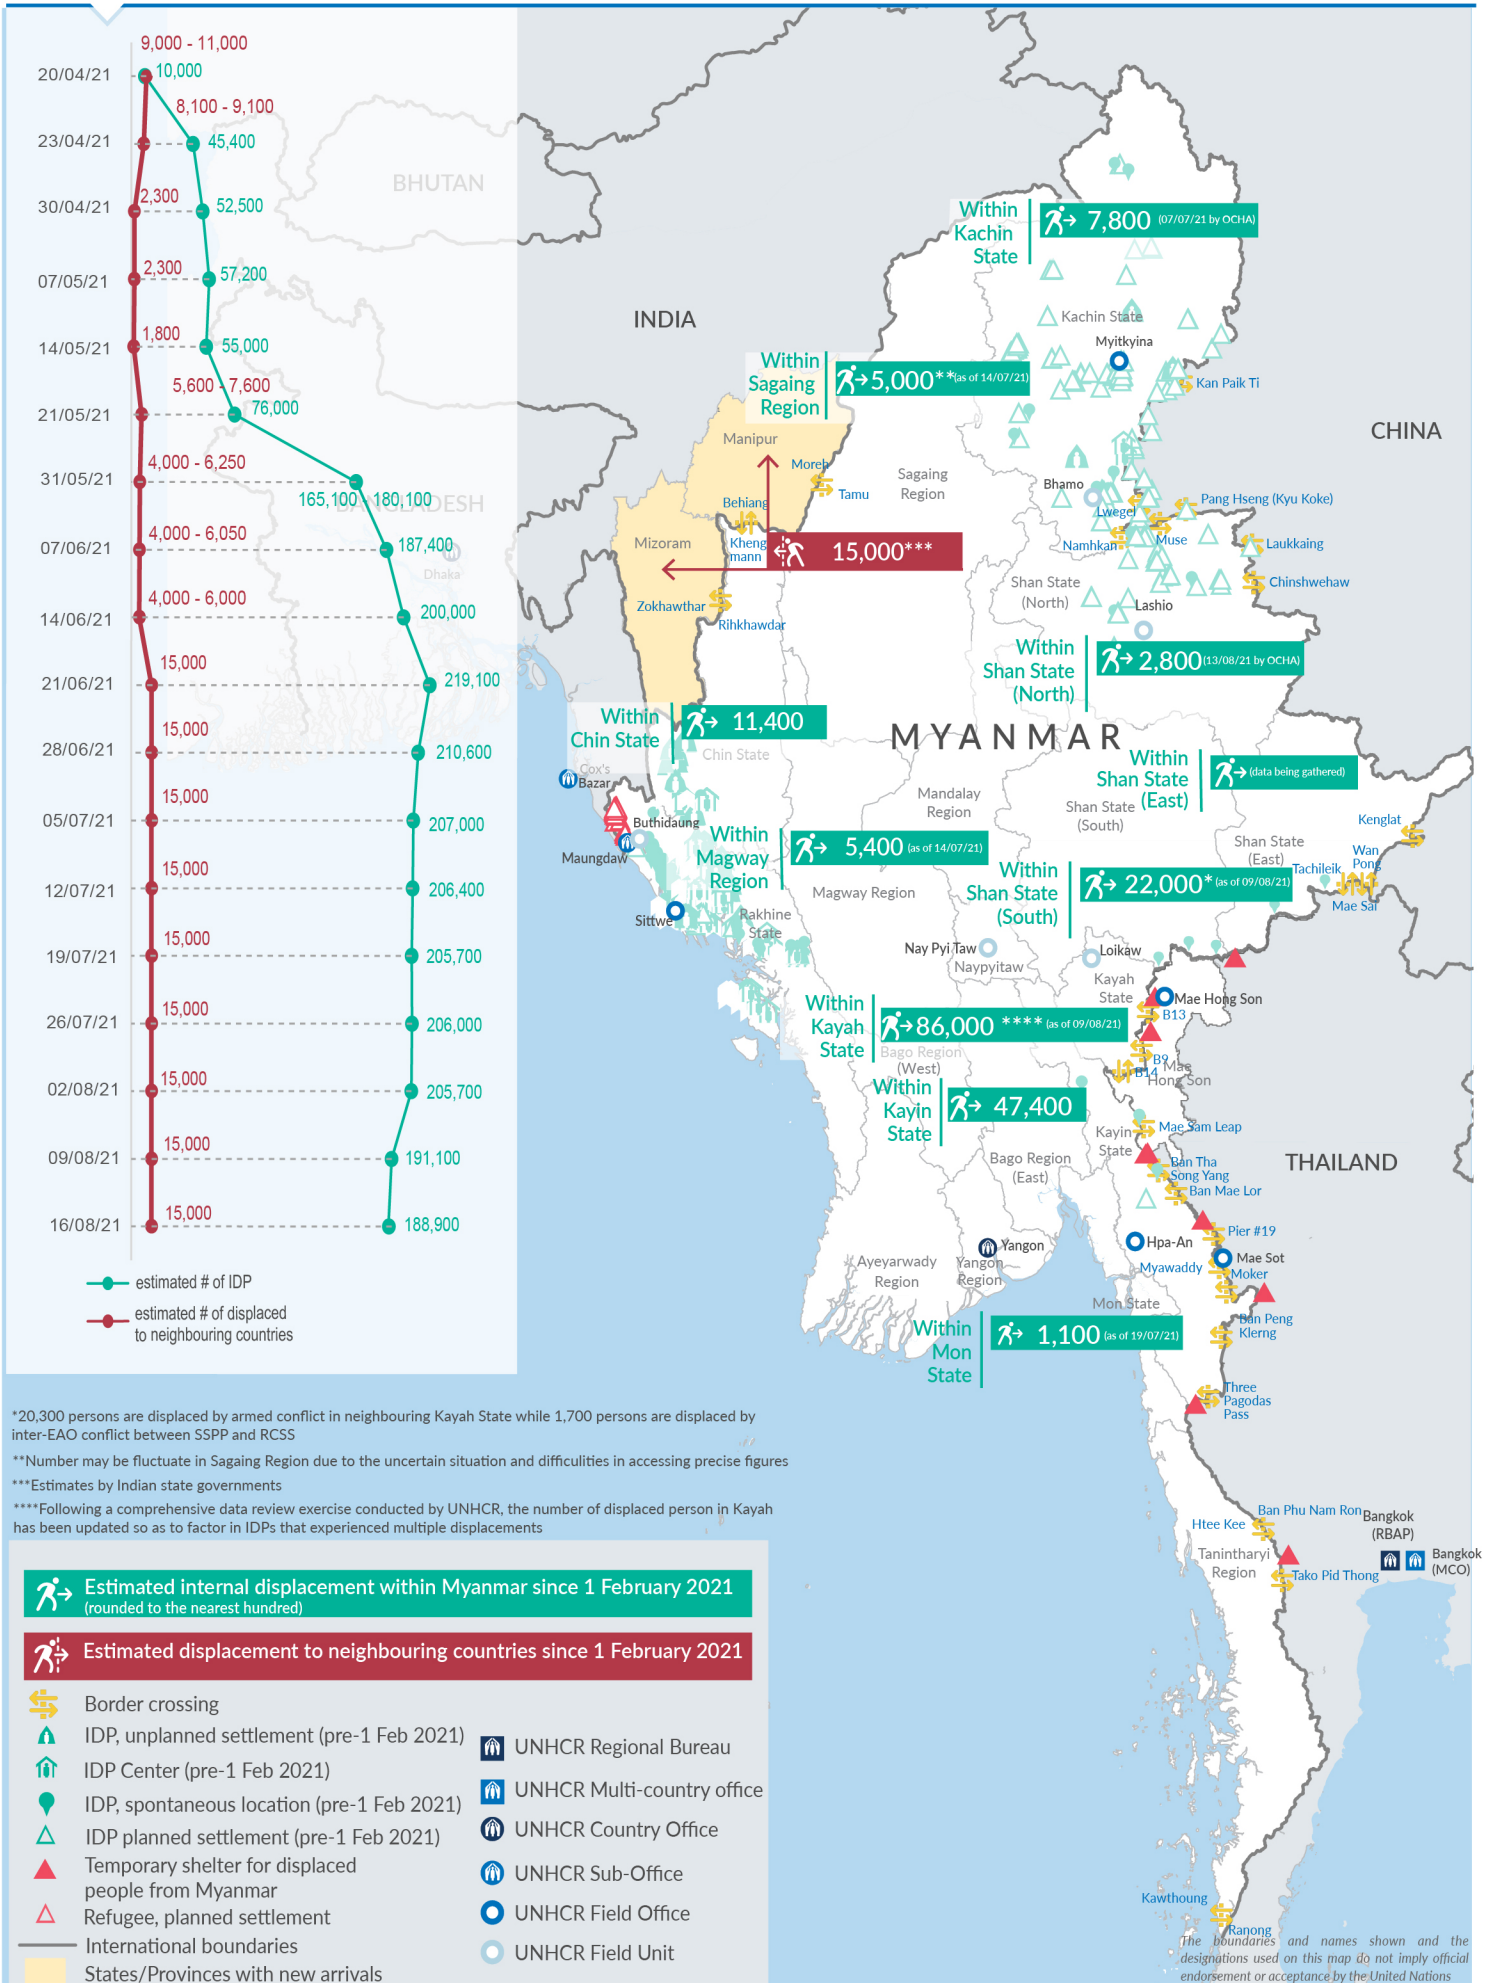 9,000 - 11,000
20/04/21
10,000
8,100 - 9,100
23/04/21
45,400
30/04/21
2,300
52,500
07/05/21
2,300
57,200
14/05/21
1,800
55,000
5,600 - 7,600
21/05/21
76,000
4,000 - 6,250
31/05/21
165,100 - 180,100
07/06/21
4,000 - 6,050
187,400
14/06/21
4,000 - 6,000
200,000
21/06/21
15,000
219,100
28/06/21
15,000
210,600
05/07/21
15,000
207,000
12/07/21
15,000
206,400
19/07/21
15,000
205,700
26/07/21
15,000
206,000
02/08/21
15,000
205,700
09/08/21
15,000
191,100
16/08/21
15,000
188,900
estimated # of IDP
estimated # of displaced
to neighbouring countries
BHUTAN
BANGLADESH
Dhaka
INDIA
CHINA
MYANMAR
THAILAND
Within
Kachin
State
7,800 (07/07/21 by OCHA)
Kachin State
Myitkyina
Kan Paik Ti
Within
Sagaing
Region
5,000** (as of 14/07/21)
Manipur
Moreh
Tamu
Sagaing
Region
Behiang
Kheng
mann
Mizoram
15,000***
Zokhawthar
Rihkhawdar
Bhamo
Lwegel
Pang Hseng (Kyu Koke)
Namhkan
Muse
Laukkaing
Chinshwehaw
Shan State
(North)
Lashio
Within
Shan State
(North)
2,800 (13/08/21 by OCHA)
Within
Chin State
11,400
Chin State
Cox's
Bazar
Buthidaung
Maungdaw
Sittwe
Rakhine
State
Within
Magway
Region
5,400 (as of 14/07/21)
Magway Region
Mandalay
Region
Within
Shan State
(East)
(data being gathered)
Shan State
(South)
Shan State
(East)
Kenglat
Wan
Pong
Tachileik
Mae Sai
Within
Shan State
(South)
22,000* (as of 09/08/21)
Nay Pyi Taw
Naypyitaw
Loikaw
Kayah
State
Mae Hong Son
B13
B9
B14
Mae
Hong Son
Within
Kayah
State
86,000 **** (as of 09/08/21)
Bago Region
(West)
Within
Kayin
State
47,400
Kayin
State
Mae Sam Leap
Bago Region
(East)
Ban Tha
Song Yang
Ban Mae Lor
Pier #19
Hpa-An
Myawaddy
Mae Sot
Moker
Yangon
Yangon
Region
Ayeyarwady
Region
Mon State
Within
Mon
State
1,100 (as of 19/07/21)
Ban Peng
Klerng
Three
Pagodas
Pass
Ban Phu Nam Ron
Htee Kee
Tanintharyi
Region
Tako Pid Thong
Bangkok
(RBAP)
Bangkok
(MCO)
Kawthoung
Ranong
*20,300 persons are displaced by armed conflict in neighbouring Kayah State while 1,700 persons are displaced by
inter-EAO conflict between SSPP and RCSS
**Number may be fluctuate in Sagaing Region due to the uncertain situation and difficulities in accessing precise figures
***Estimates by Indian state governments
****Following a comprehensive data review exercise conducted by UNHCR, the number of displaced person in Kayah
has been updated so as to factor in IDPs that experienced multiple displacements
Estimated internal displacement within Myanmar since 1 February 2021
(rounded to the nearest hundred)
Estimated displacement to neighbouring countries since 1 February 2021
Border crossing
IDP, unplanned settlement (pre-1 Feb 2021)
IDP Center (pre-1 Feb 2021)
IDP, spontaneous location (pre-1 Feb 2021)
IDP planned settlement (pre-1 Feb 2021)
Temporary shelter for displaced
people from Myanmar
Refugee, planned settlement
International boundaries
States/Provinces with new arrivals
UNHCR Regional Bureau
UNHCR Multi-country office
UNHCR Country Office
UNHCR Sub-Office
UNHCR Field Office
UNHCR Field Unit
The boundaries and names shown and the
designations used on this map do not imply official
endorsement or acceptance by the United Nations